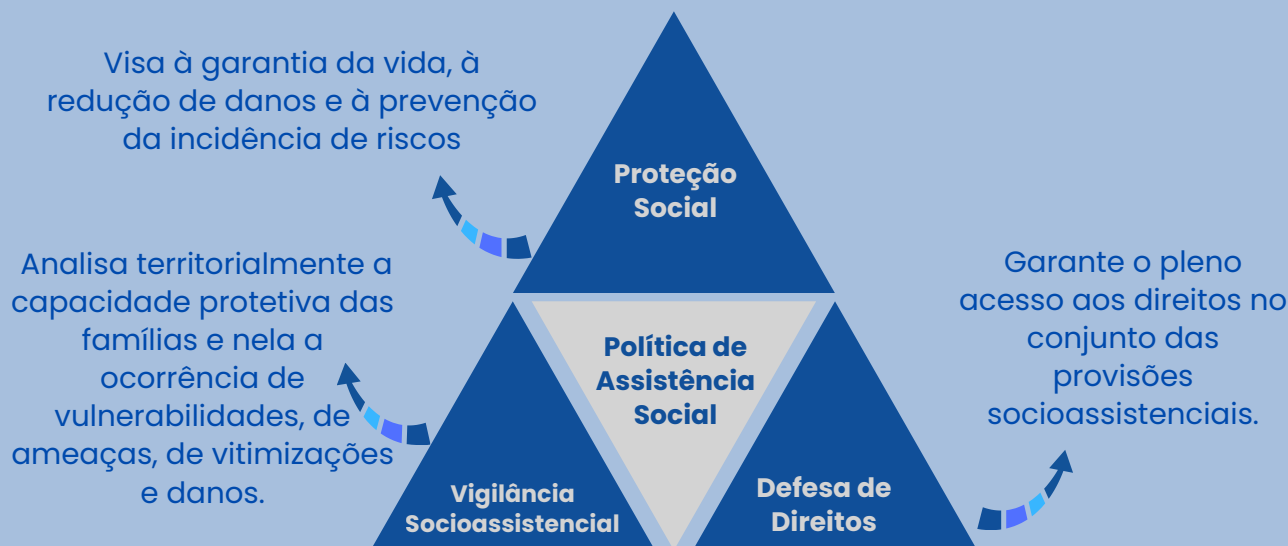 Visa à garantia da vida, à
redução de danos e à prevenção
da incidência de riscos
Proteção
Social
Analisa territorialmente a
capacidade protetiva das
famílias e nela a
ocorrência de
vulnerabilidades, de
ameaças, de vitimizações
e danos.
Política de
Assistência
Social
Garante o pleno
acesso aos direitos no
conjunto das
provisões
socioassistenciais.
Vigilância
Socioassistencial
Defesa de
Direitos